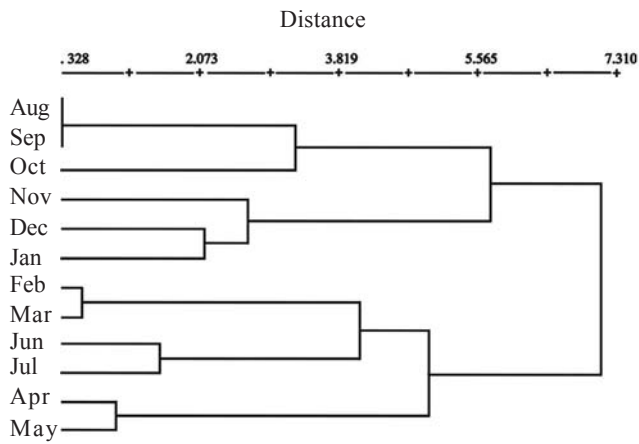 Distance
.328 2.073 3.819 5.565 7.310
Aug
Sep
Oct
Nov
Dec
Jan
Feb
Mar
Jun
Jul
Apr
May